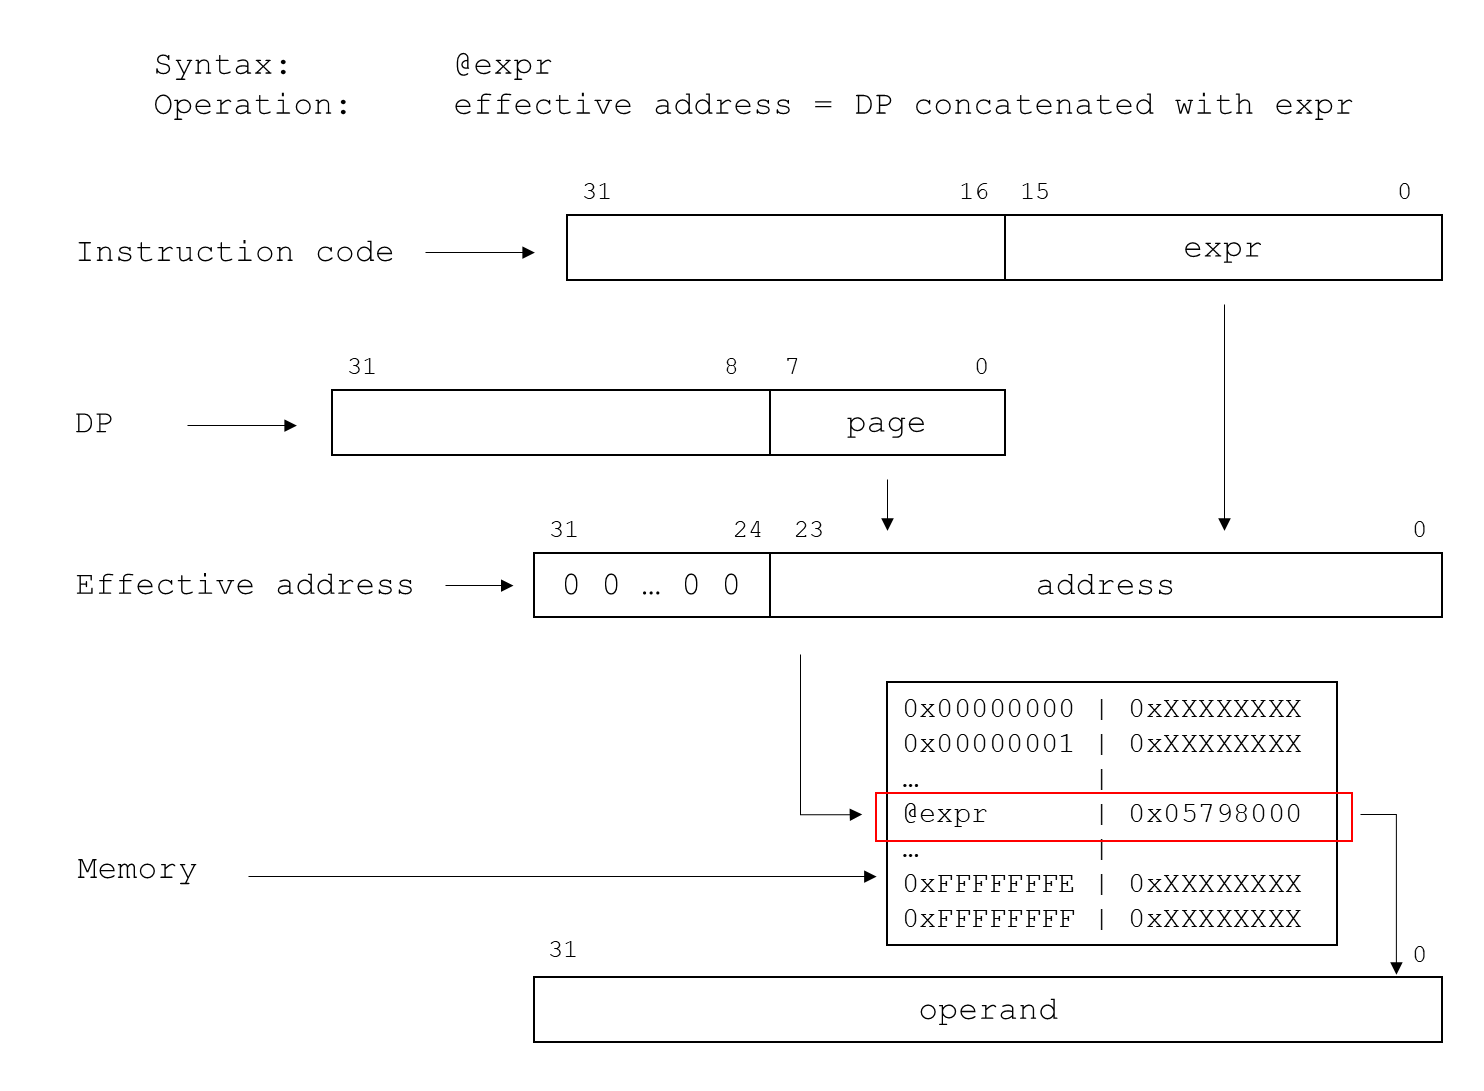 Syntax: @expr
Operation: effective address = DP concatenated with expr
31 16 15 0
Instruction code expr
31 8 7 0
DP page
31 24 23 0
Effective address 0 0 … 0 0 address
0x00000000 | 0xXXXXXXXX
0x00000001 | 0xXXXXXXXX
… |
@expr | 0x05798000
… |
Memory
0xFFFFFFFE | 0xXXXXXXXX
0xFFFFFFFF | 0xXXXXXXXX
31 0
operand